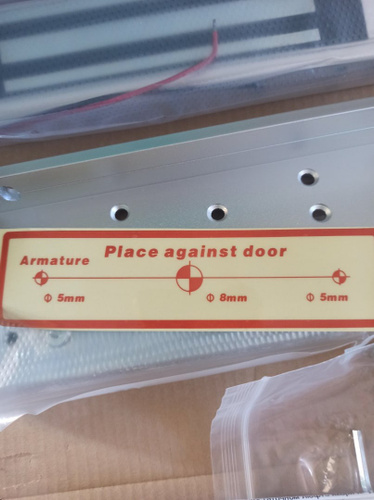 Place against door
Armature
Φ 5mm Φ 8mm Φ 5mm